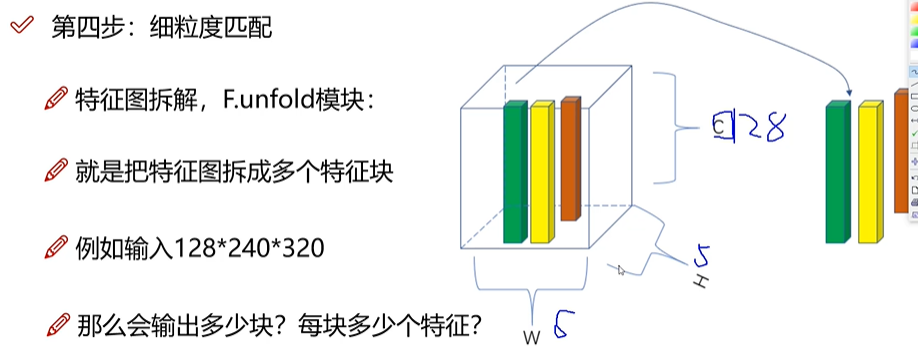 第四步：细粒度匹配
特征图拆解，F.unfold模块：
就是把特征图拆成多个特征块
例如输入128*240*320
那么会输出多少块？每块多少个特征？
C 128
5
H
W 5